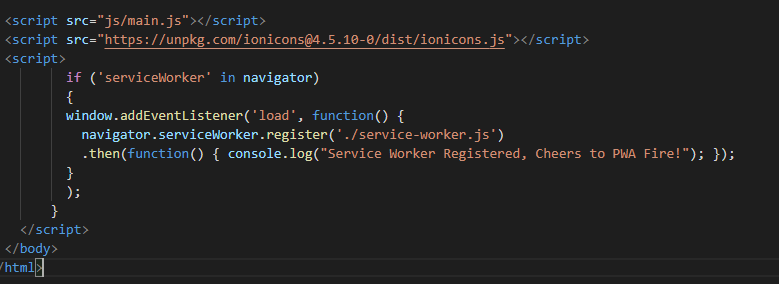 <script src="js/main.js"></script>
<script src="https://unpkg.com/ionicons@4.5.10-0/dist/ionicons.js"></script>
<script>
if ('serviceWorker' in navigator)
{
window.addEventListener('load', function() {
navigator.serviceWorker.register('./service-worker.js')
.then(function() { console.log("Service Worker Registered, Cheers to PWA Fire!"); });
}
);
}
</script>
</body>
/html>